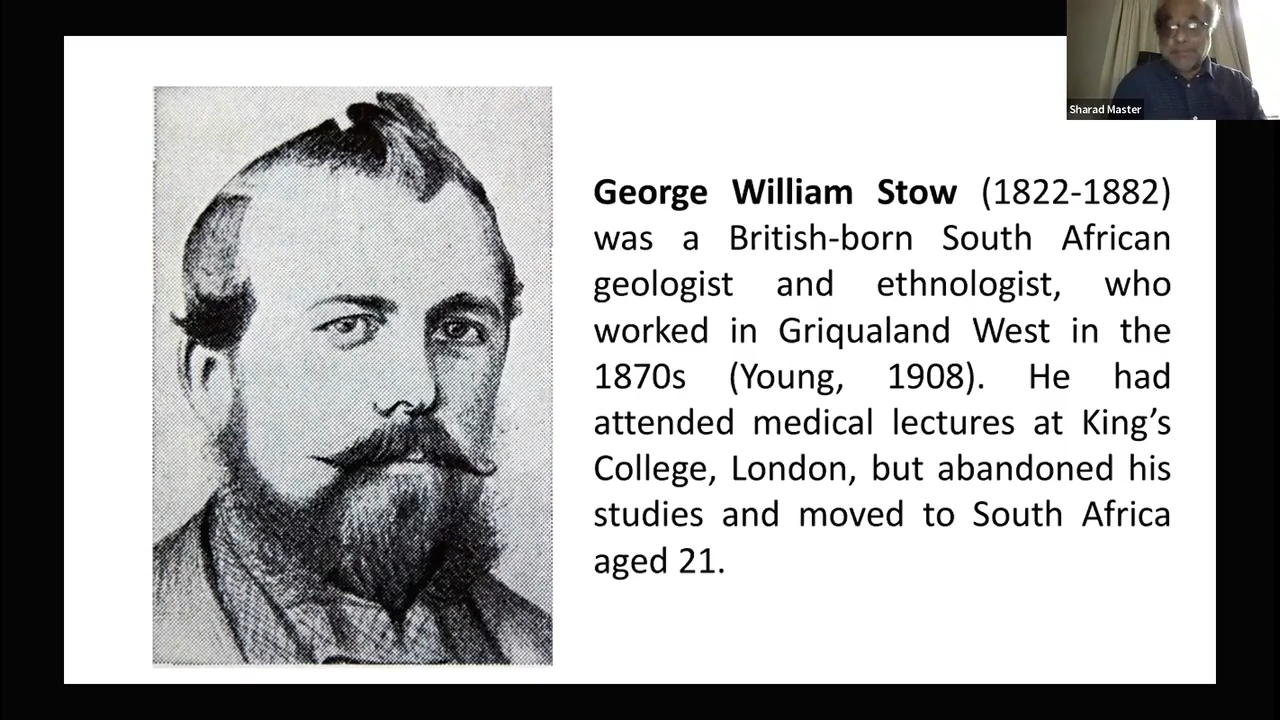 Sharad Master
George William Stow (1822-1882)
was a British-born South African
geologist and ethnologist, who
worked in Griqualand West in the
1870s (Young, 1908). He had
attended medical lectures at King’s
College, London, but abandoned his
studies and moved to South Africa
aged 21.